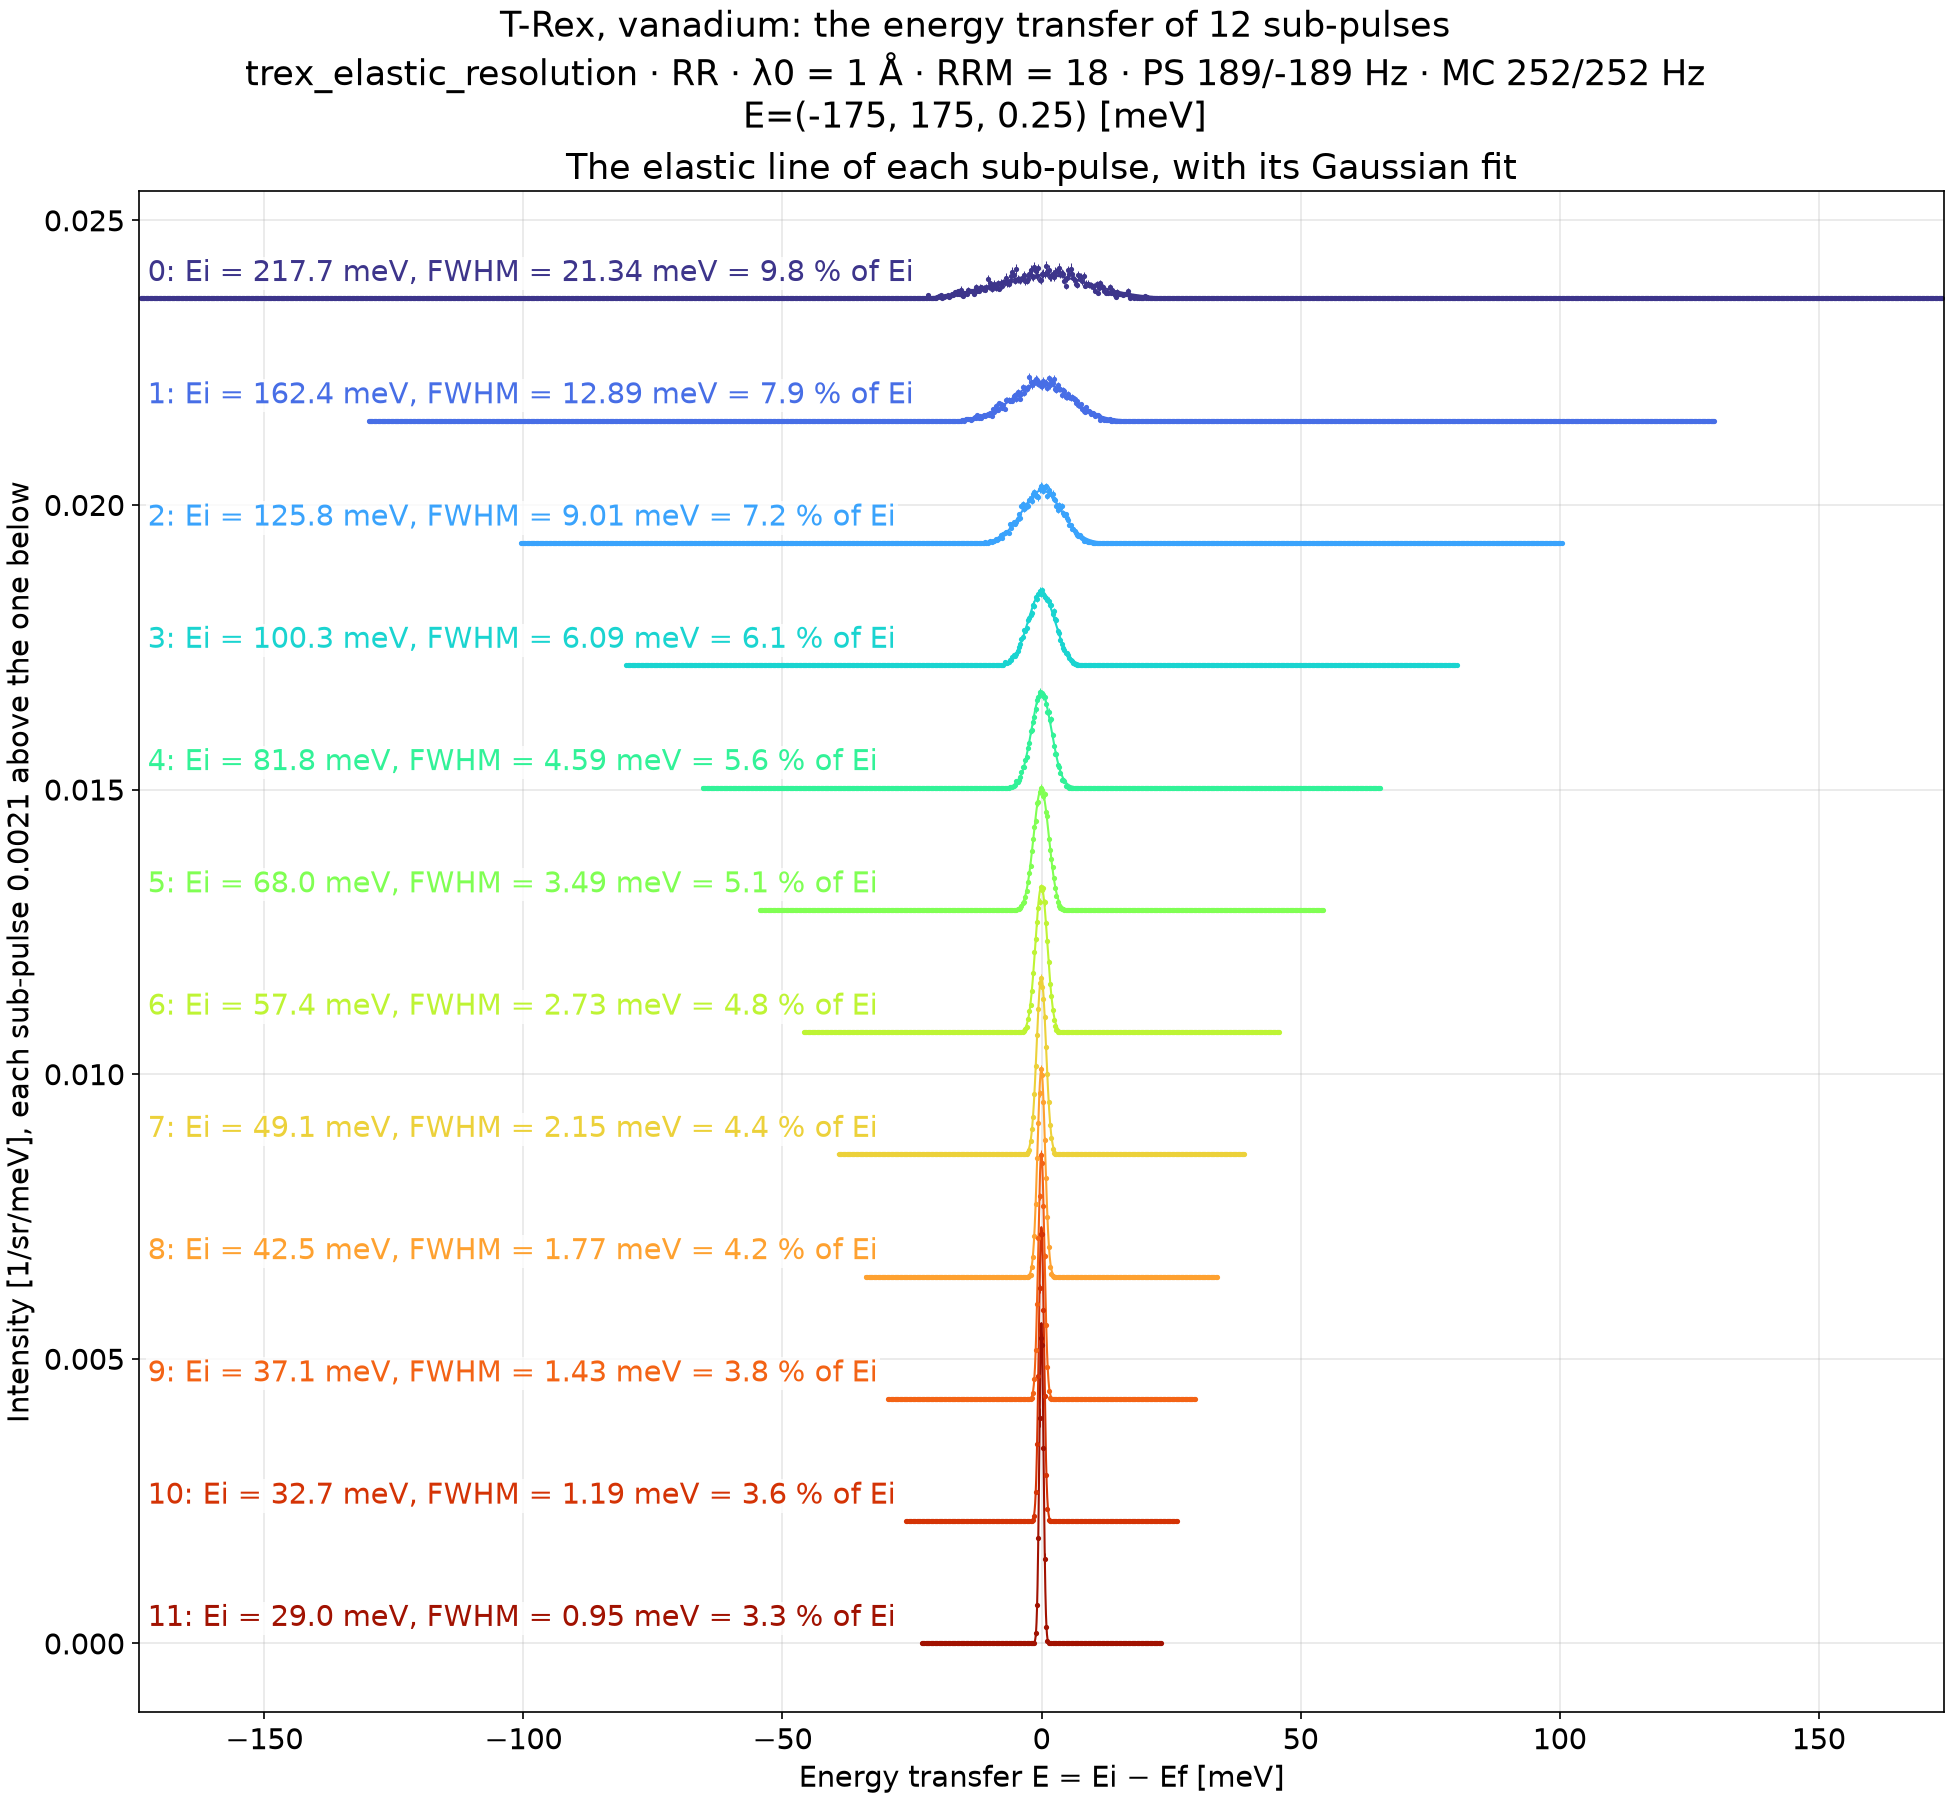 T-Rex, vanadium: the energy transfer of 12 sub-pulses
trex_elastic_resolution · RR · λ0 = 1 Å · RRM = 18 · PS 189/-189 Hz · MC 252/252 Hz
E=(-175, 175, 0.25) [meV]
The elastic line of each sub-pulse, with its Gaussian fit
0.025
0: Ei = 217.7 meV, FWHM = 21.34 meV = 9.8 % of Ei
1: Ei = 162.4 meV, FWHM = 12.89 meV = 7.9 % of Ei
0.020
2: Ei = 125.8 meV, FWHM = 9.01 meV = 7.2 % of Ei
3: Ei = 100.3 meV, FWHM = 6.09 meV = 6.1 % of Ei
4: Ei = 81.8 meV, FWHM = 4.59 meV = 5.6 % of Ei
0.015
5: Ei = 68.0 meV, FWHM = 3.49 meV = 5.1 % of Ei
6: Ei = 57.4 meV, FWHM = 2.73 meV = 4.8 % of Ei
0.010
7: Ei = 49.1 meV, FWHM = 2.15 meV = 4.4 % of Ei
8: Ei = 42.5 meV, FWHM = 1.77 meV = 4.2 % of Ei
0.005
9: Ei = 37.1 meV, FWHM = 1.43 meV = 3.8 % of Ei
10: Ei = 32.7 meV, FWHM = 1.19 meV = 3.6 % of Ei
11: Ei = 29.0 meV, FWHM = 0.95 meV = 3.3 % of Ei
0.000
Intensity [1/sr/meV], each sub-pulse 0.0021 above the one below
−150 −100 −50 0 50 100 150
Energy transfer E = Ei − Ef [meV]